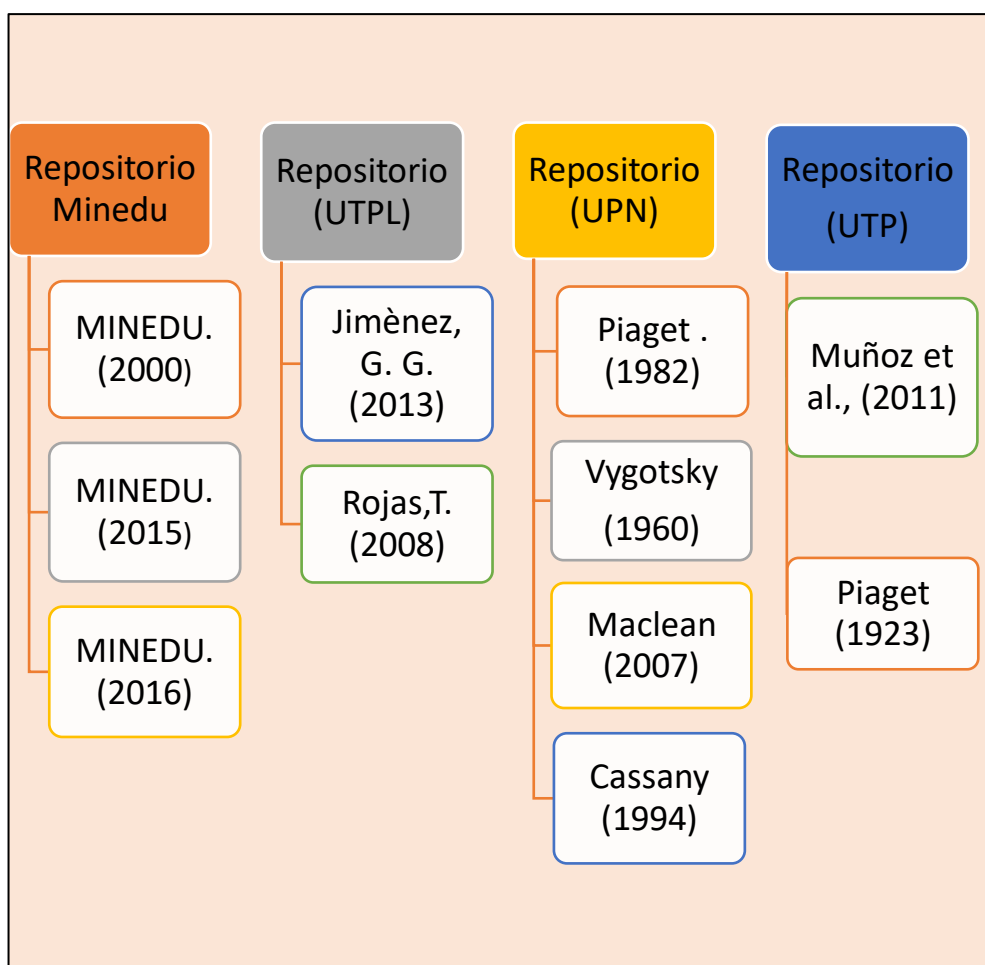 Repositorio
Minedu
MINEDU.
(2000)
MINEDU.
(2015)
MINEDU.
(2016)
Repositorio
(UTPL)
Jimènez,
G. G.
(2013)
Rojas,T.
(2008)
Repositorio
(UPN)
Piaget .
(1982)
Vygotsky
(1960)
Maclean
(2007)
Cassany
(1994)
Repositorio
(UTP)
Muñoz et
al., (2011)
Piaget
(1923)